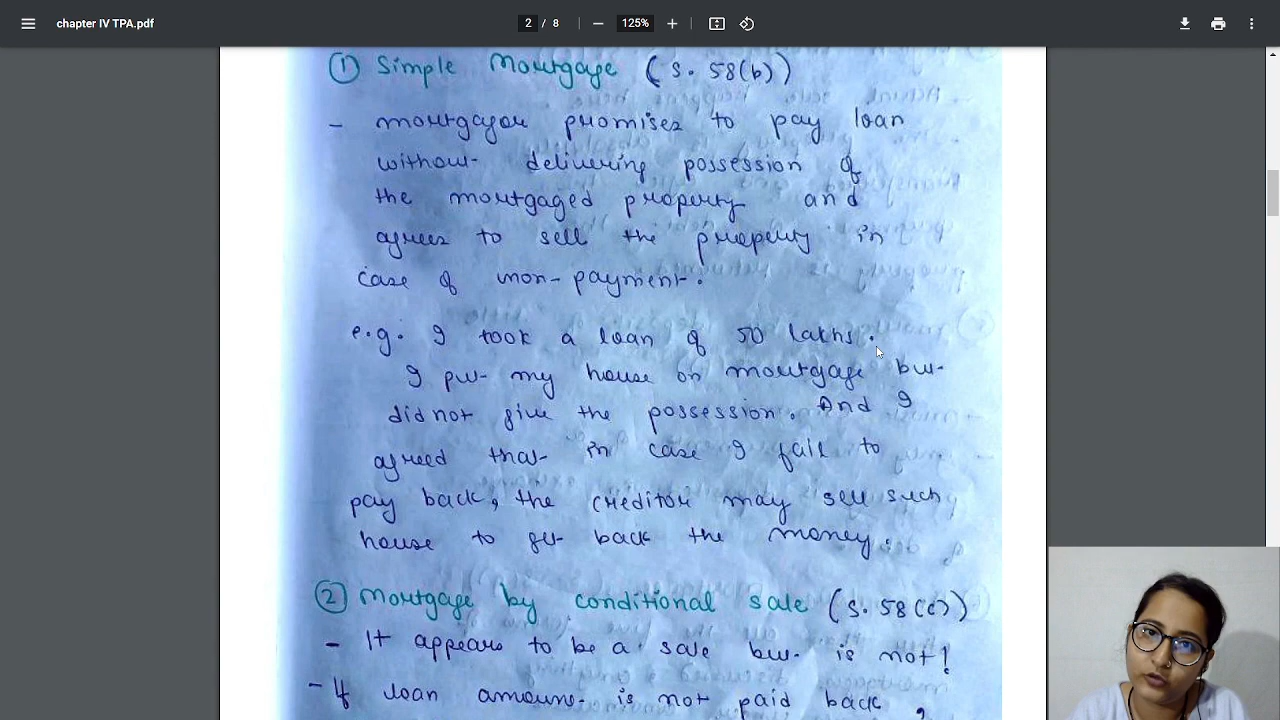 chapter IV TPA.pdf
2 / 8
125%
① Simple Mortgage (S. 58(b))
- mortgagor promises to pay loan
without delivering possession of
the mortgaged property and
agrees to sell the property in
case of non-payment.
e.g. I took a loan of 50 lakhs.
I put my house on mortgage but
did not give the possession. And I
agreed that in case I fail to
pay back, the creditor may sell such
house to get back the money.
② Mortgage by conditional sale (S. 58(c))
- It appears to be a sale but is not!
- If loan amount is not paid back,